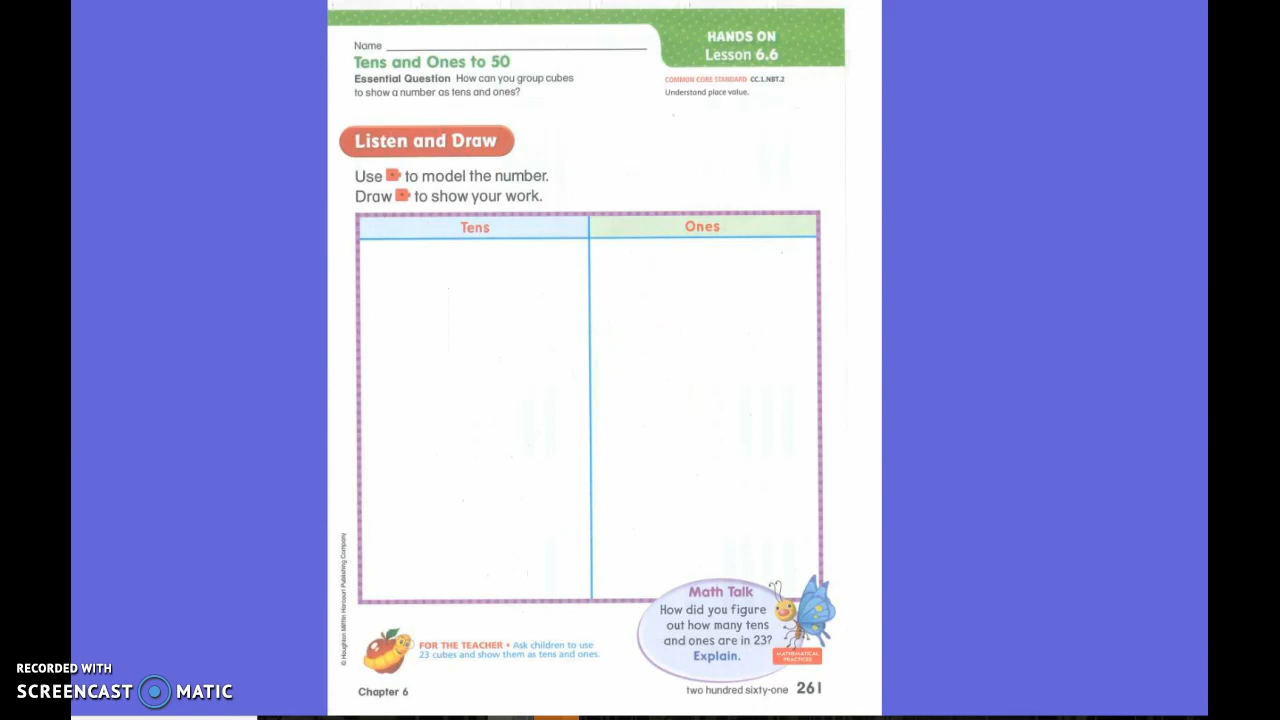 HANDS ON
Lesson 6.6
Name
Tens and Ones to 50
Essential Question How can you group cubes
to show a number as tens and ones?
COMMON CORE STANDARD CC.1.NBT.2
Understand place value.
Listen and Draw
Use to model the number.
Draw to show your work.
Tens
Ones
Math Talk
How did you figure
out how many tens
and ones are in 23?
Explain.
MATHEMATICAL
PRACTICES
FOR THE TEACHER • Ask children to use
23 cubes and show them as tens and ones.
© Houghton Mifflin Harcourt Publishing Company
Chapter 6
two hundred sixty-one 261
RECORDED WITH
SCREENCAST MATIC